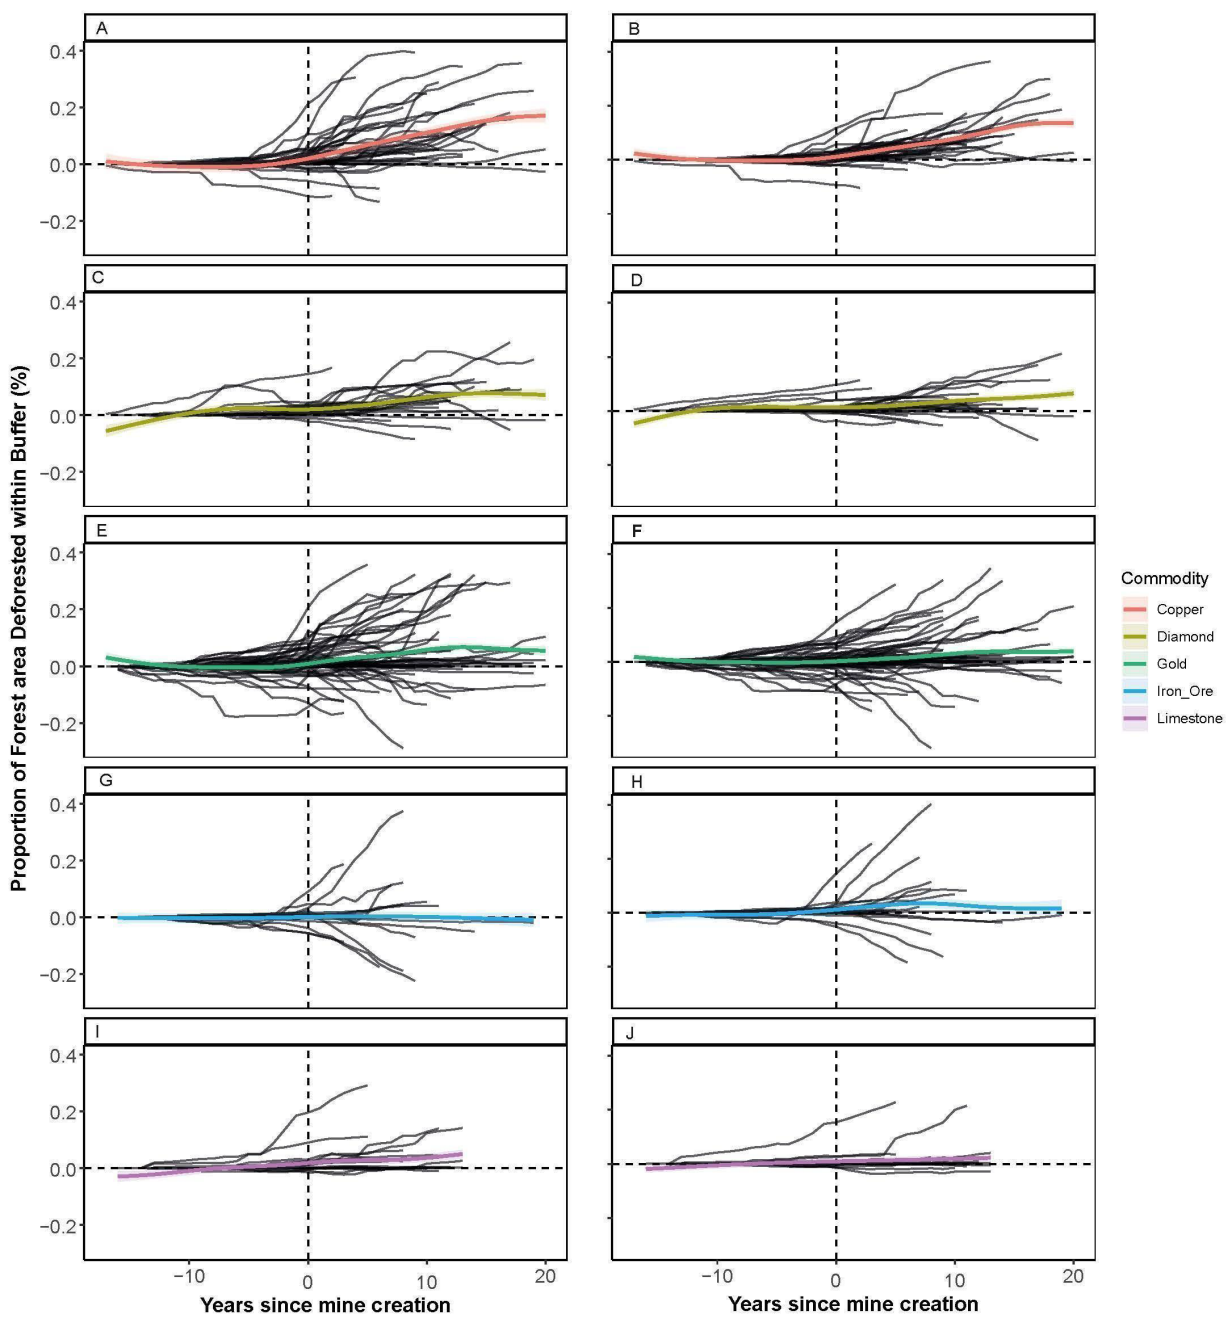 A
B
0.4
0.2
0.0
−0.2
C
D
0.4
0.2
0.0
−0.2
E
F
0.4
0.2
0.0
−0.2
G
H
0.4
0.2
0.0
−0.2
I
J
0.4
0.2
0.0
−0.2
Proportion of Forest area Deforested within Buffer (%)
−10 0 10 20
−10 0 10 20
Years since mine creation
Years since mine creation
Commodity
Copper
Diamond
Gold
Iron_Ore
Limestone